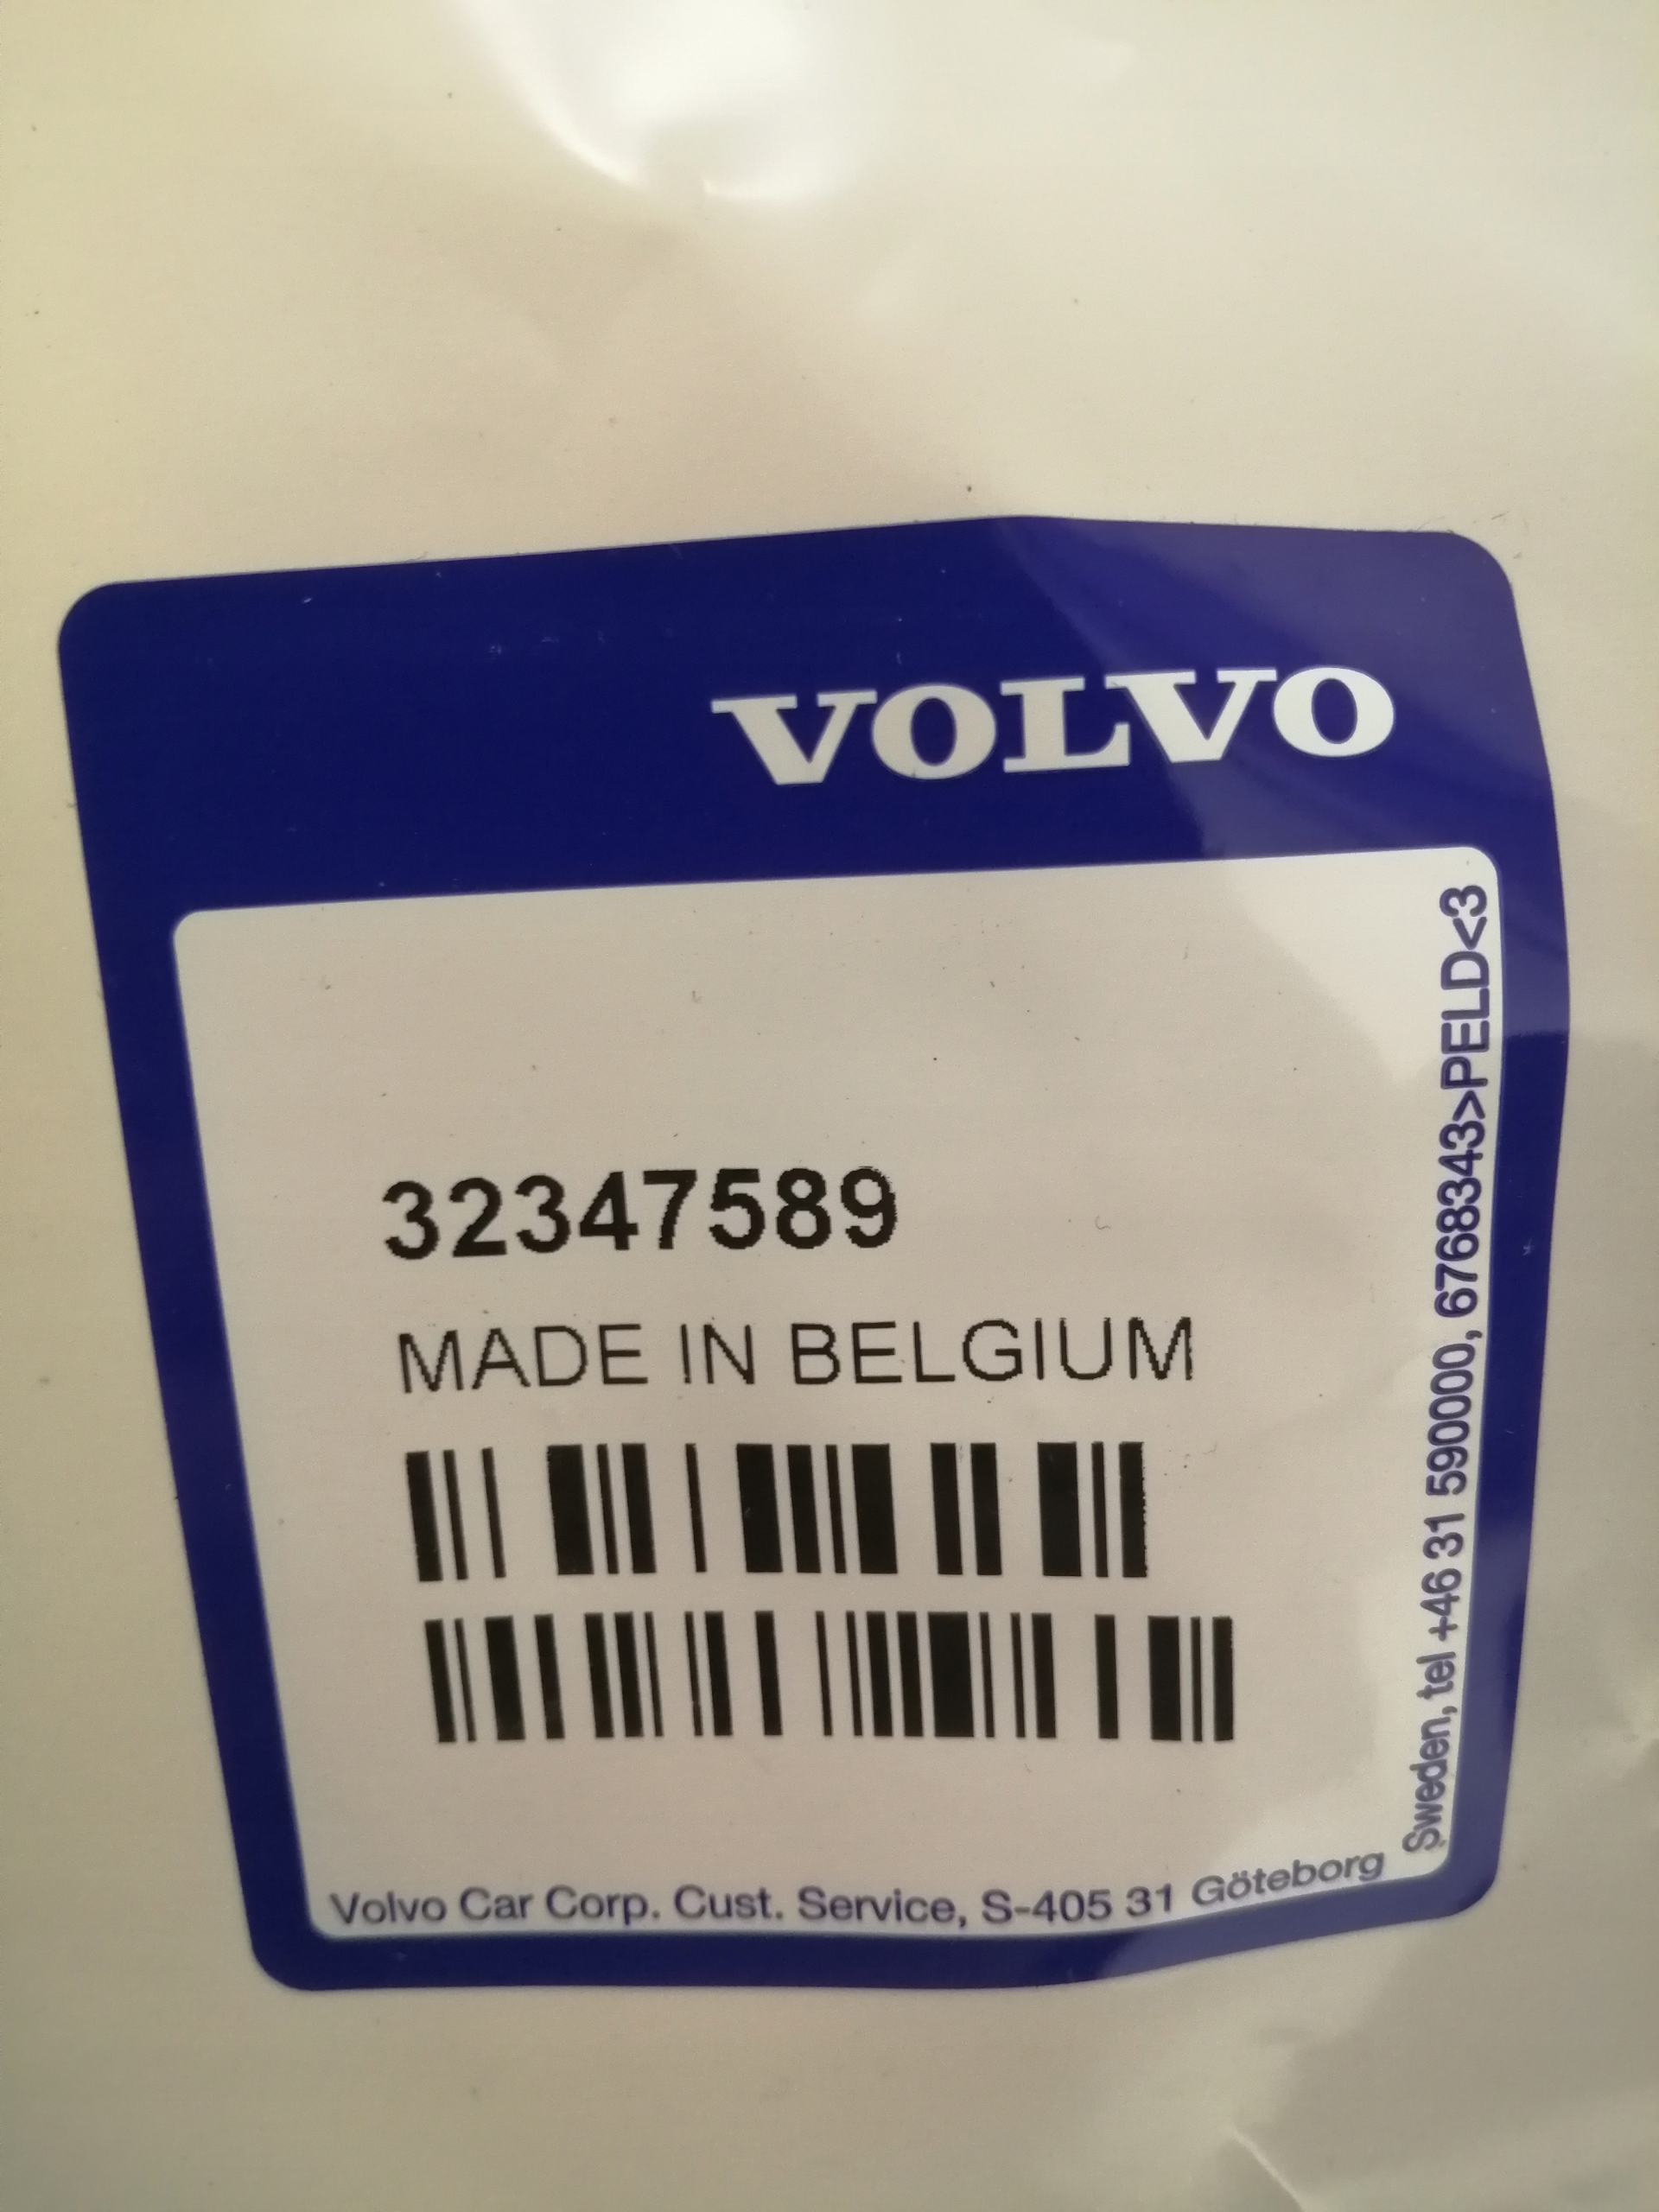 VOLVO
32347589
MADE IN BELGIUM
Volvo Car Corp. Cust. Service, S-405 31 Göteborg
Sweden, tel +46 31 590000, 6768343>PELD<3